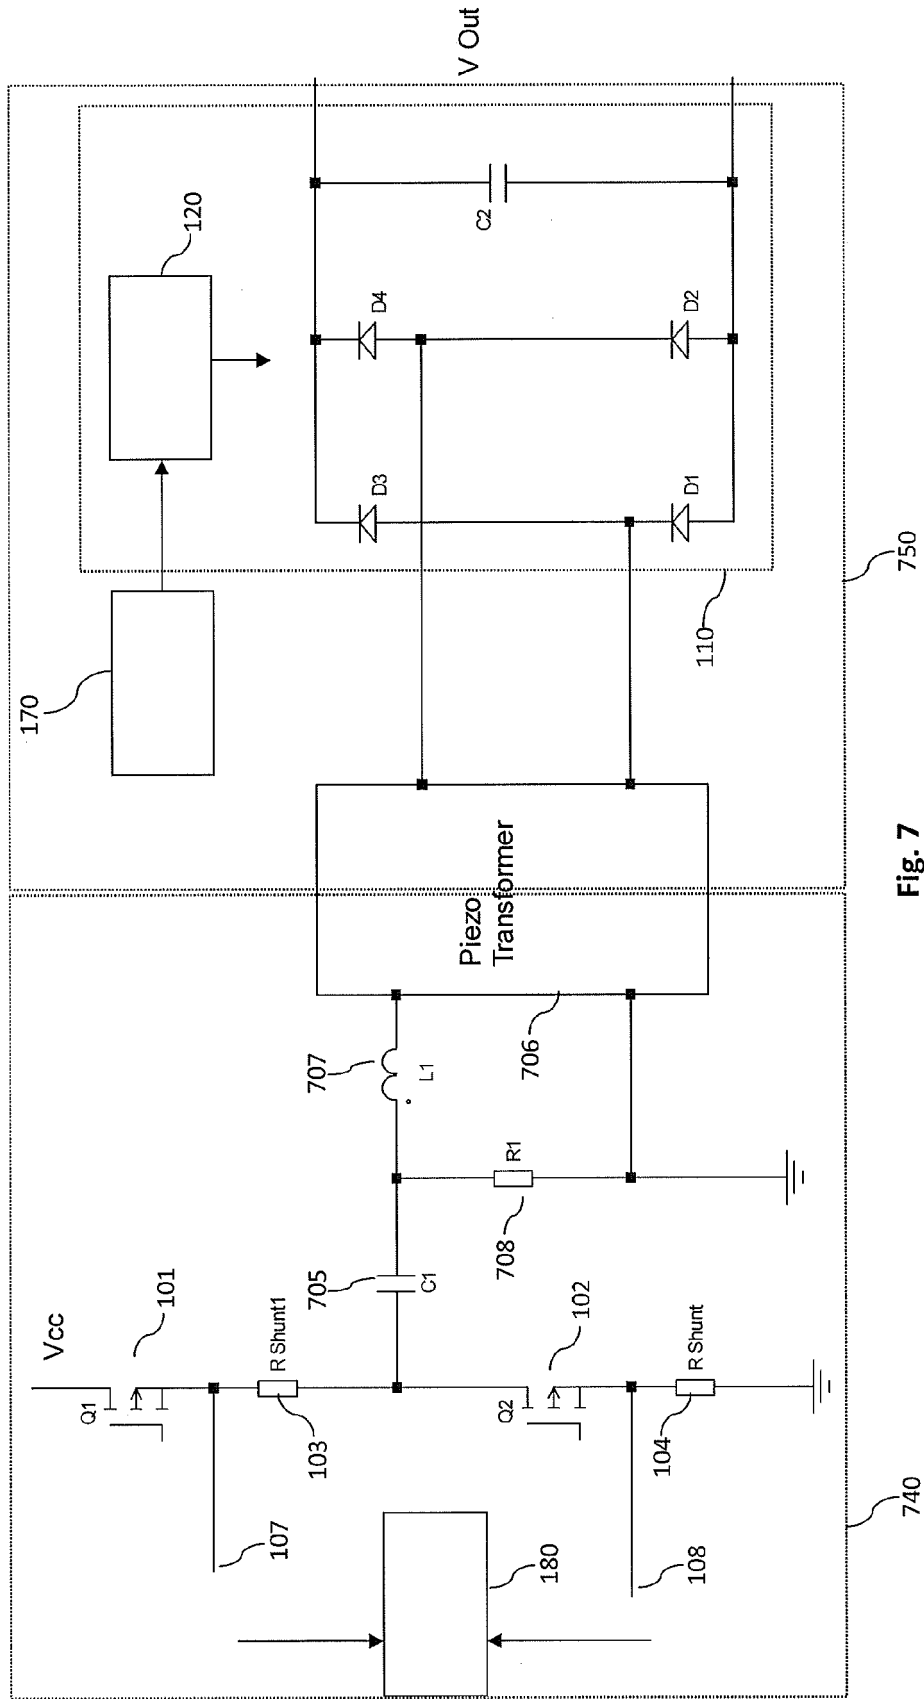 Vcc
101
Q1
R Shunt1
103
107
705
C1
102
Q2
R Shunt
104
108
180
740
707
L1
R1
708
706
Piezo
Transformer
170
120
D3
D4
D1
D2
C2
V Out
110
750
Fig. 7